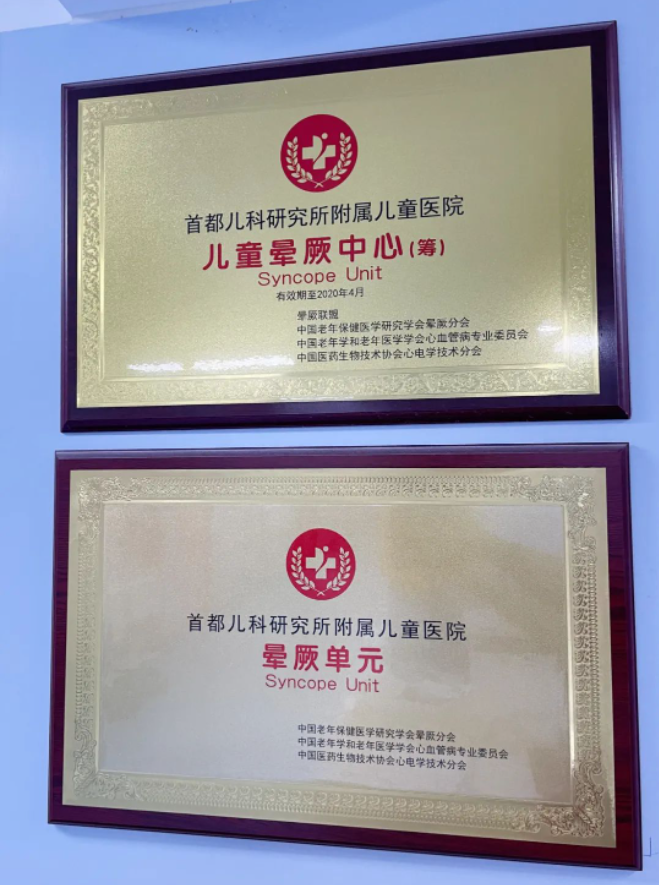 首都儿科研究所附属儿童医院
儿童晕厥中心(筹)
Syncope Unit
有效期至2020年4月
晕厥联盟
中国老年保健医学研究学会晕厥分会
中国老年学和老年医学学会心血管病专业委员会
中国医药生物技术协会心电学技术分会
首都儿科研究所附属儿童医院
晕厥单元
Syncope Unit
中国老年保健医学研究学会晕厥分会
中国老年学和老年医学学会心血管病专业委员会
中国医药生物技术协会心电学技术分会